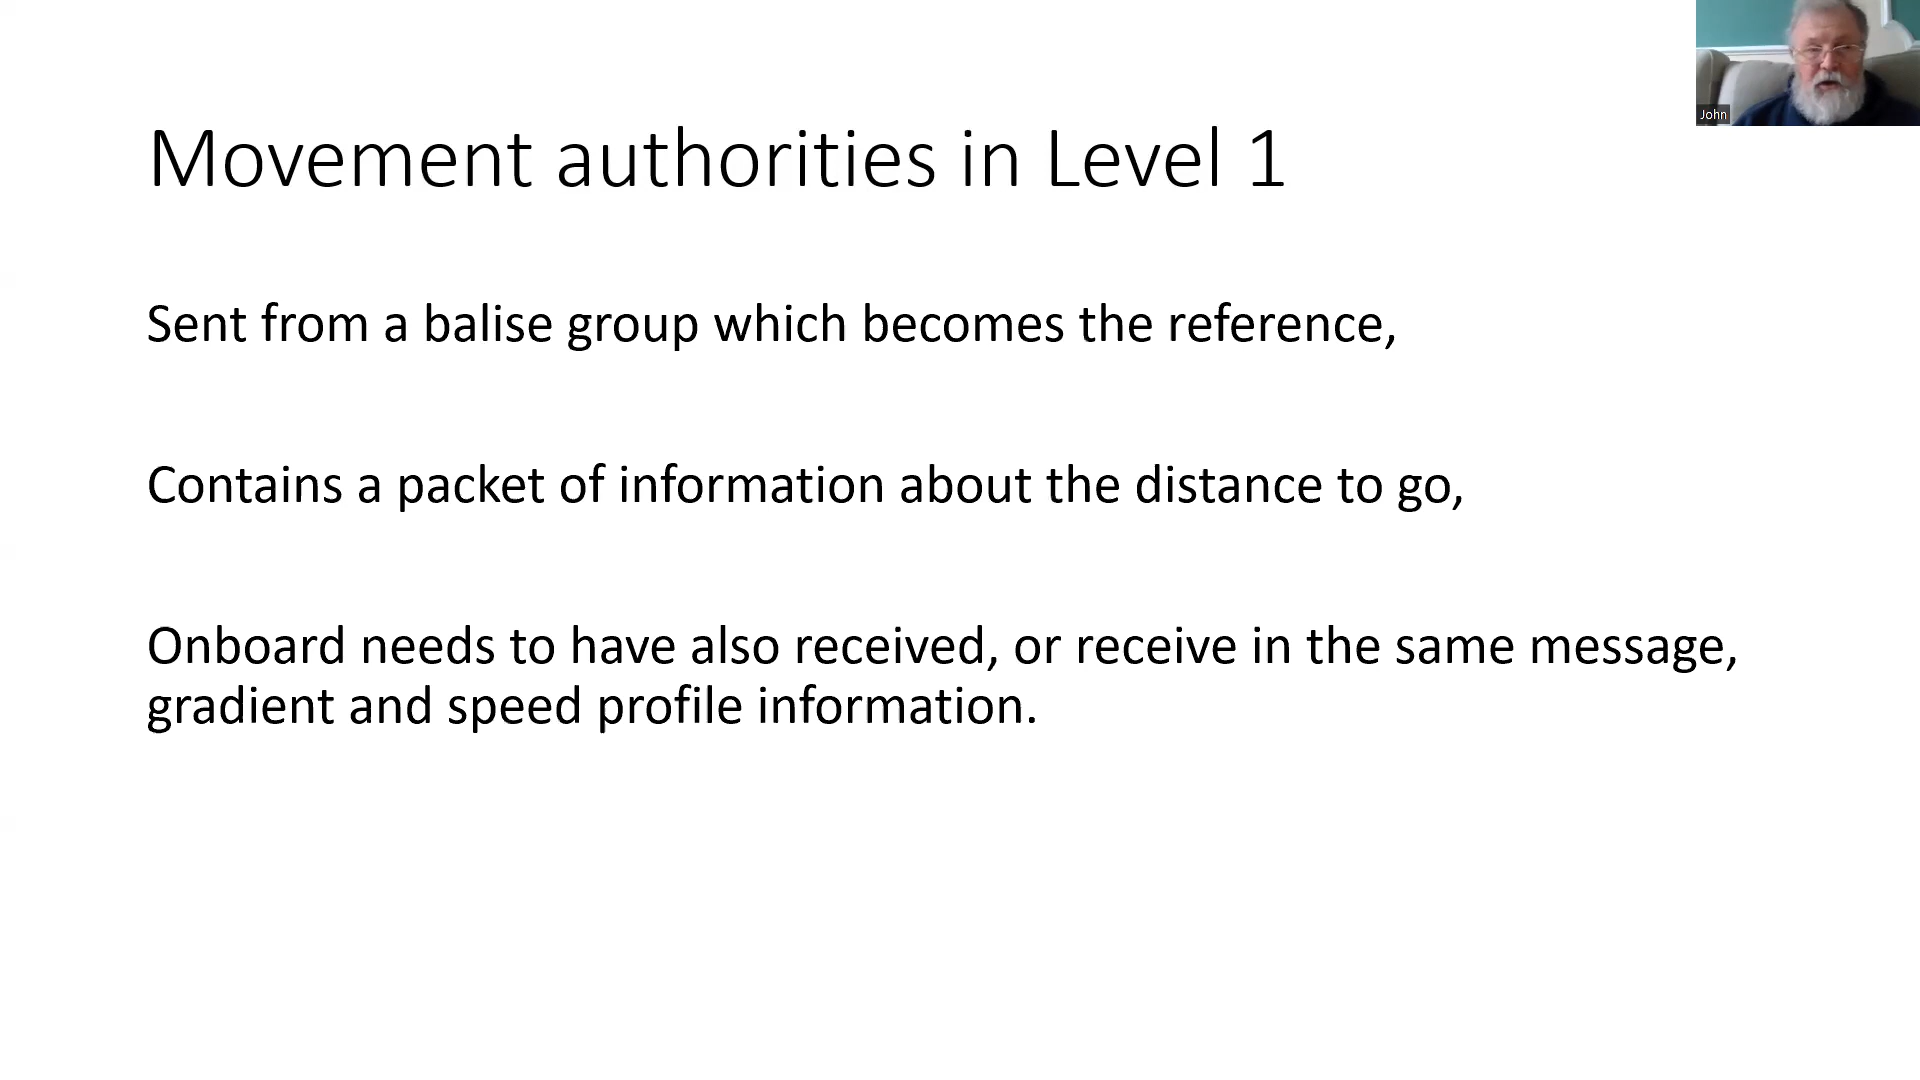 John
Movement authorities in Level 1
Sent from a balise group which becomes the reference,
Contains a packet of information about the distance to go,
Onboard needs to have also received, or receive in the same message,
gradient and speed profile information.